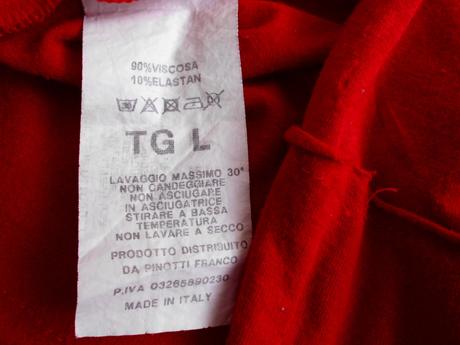 90%VISCOSA
10%ELASTAN
TG L
LAVAGGIO MASSIMO 30°
NON CANDEGGIARE
NON ASCIUGARE
IN ASCIUGATRICE
STIRARE A BASSA
TEMPERATURA
NON LAVARE A SECCO
PRODOTTO DISTRIBUITO
DA PINOTTI FRANCO
P.IVA 03265890230
MADE IN ITALY